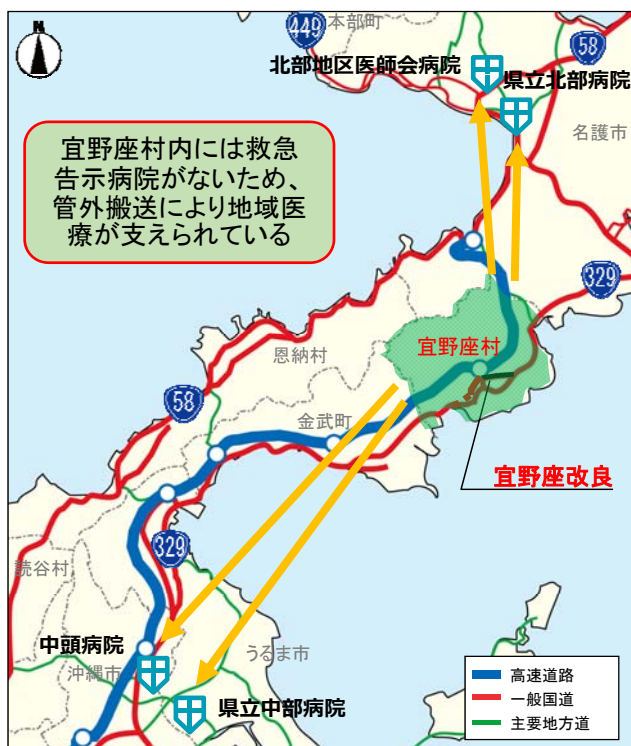 N
449
本部町
58
北部地区医師会病院
県立北部病院
名護市
宜野座村内には救急
告示病院がないため、
管外搬送により地域医
療が支えられている
329
宜野座村
恩納村
58
金武町
宜野座改良
329
読谷村
中頭病院
沖縄市
うるま市
県立中部病院
高速道路
一般国道
主要地方道